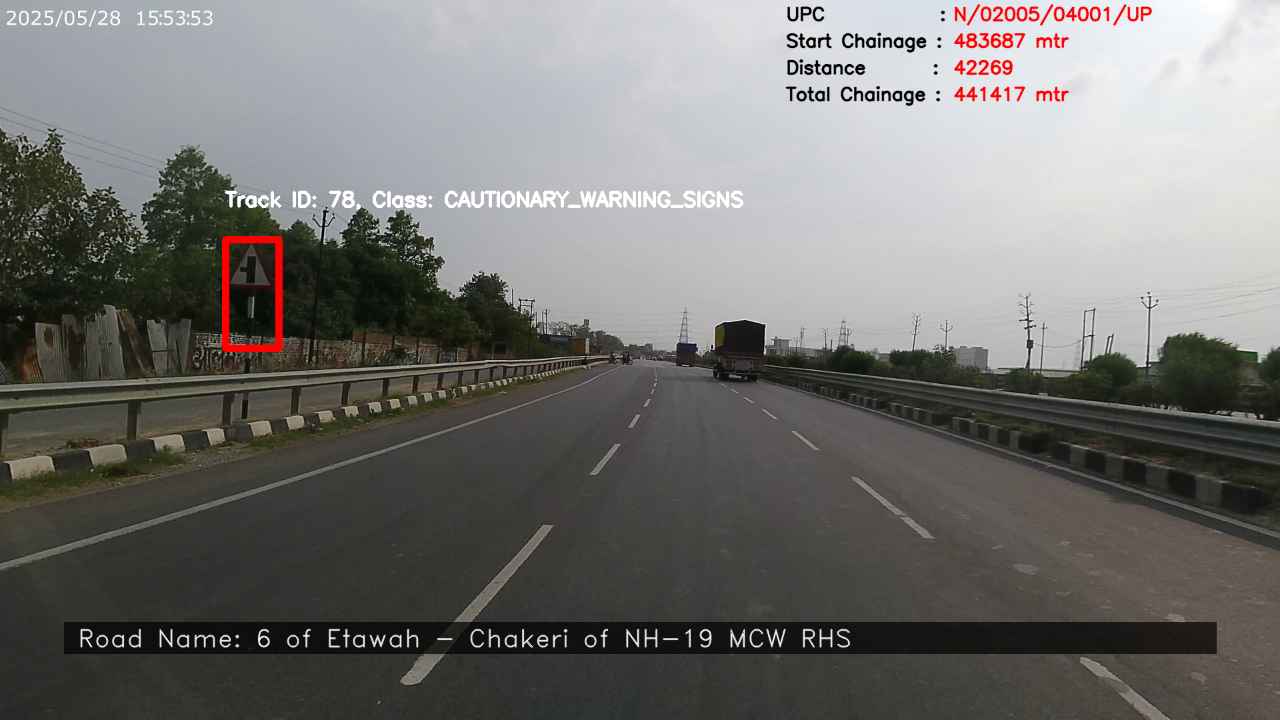 2025/05/28 15:53:53
UPC : N/02005/04001/UP
Start Chainage : 483687 mtr
Distance : 42269
Total Chainage : 441417 mtr
Track ID: 78, Class: CAUTIONARY_WARNING_SIGNS
Road Name: 6 of Etawah - Chakeri of NH-19 MCW RHS